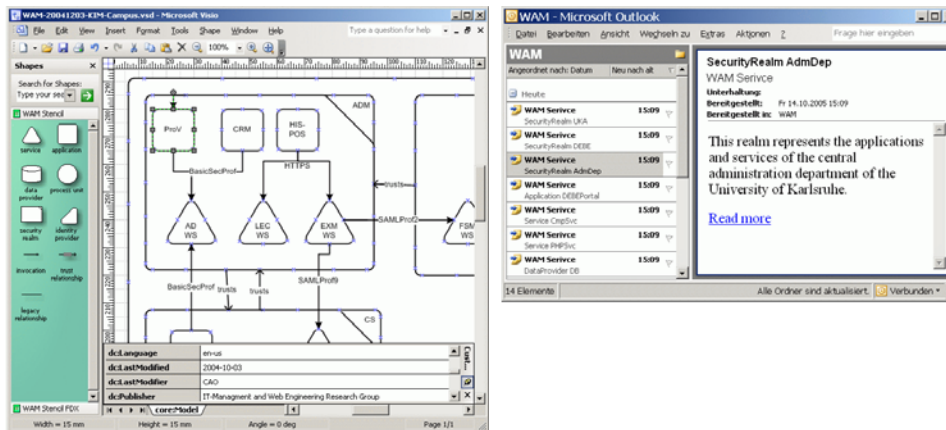 WAM-20041203-KIM-Campus.vsd - Microsoft Visio
File Edit View Insert Format Tools Shape Window Help
Type a question for help
100%
Shapes
Search for Shapes:
Type your sea
WAM Stencil
service
application
data provider
process unit
security realm
identity provider
invocation
trust relationship
legacy relationship
WAM Stencil FDX
ADM
ProV
CRM
HIS-
POS
HTTPS
BasicSecProf
trusts
AD
WS
LEC
WS
EXM
WS
SAMLProf2
FSM
WS
BasicSecProf
trusts
trusts
SAMLProf9
CS
dc:Language en-us
dc:LastModified 2004-10-03
dc:LastModifier CAO
dc:Publisher IT-Managment and Web Engineering Research Group
Cust...
core:Model
Width = 15 mm Height = 15 mm Angle = 0 deg Page 1/1
WAM - Microsoft Outlook
Datei Bearbeiten Ansicht Wechseln zu Extras Aktionen ?
Frage hier eingeben
WAM
Angeordnet nach: Datum Neu nach alt
Heute
WAM Serivce 15:09
SecurityRealm UKA
WAM Serivce 15:09
SecurityRealm DEBE
WAM Serivce 15:09
SecurityRealm AdmDep
WAM Serivce 15:09
Application DEBEPortal
WAM Serivce 15:09
Service CmpSvc
WAM Serivce 15:09
Service PHPSvc
WAM Serivce 15:09
DataProvider DB
SecurityRealm AdmDep
WAM Serivce
Unterhaltung:
Bereitgestellt: Fr 14.10.2005 15:09
Bereitgestellt in: WAM
This realm represents the applications
and services of the central
administration department of the
University of Karlsruhe.
Read more
14 Elemente
Alle Ordner sind aktualisiert. Verbunden